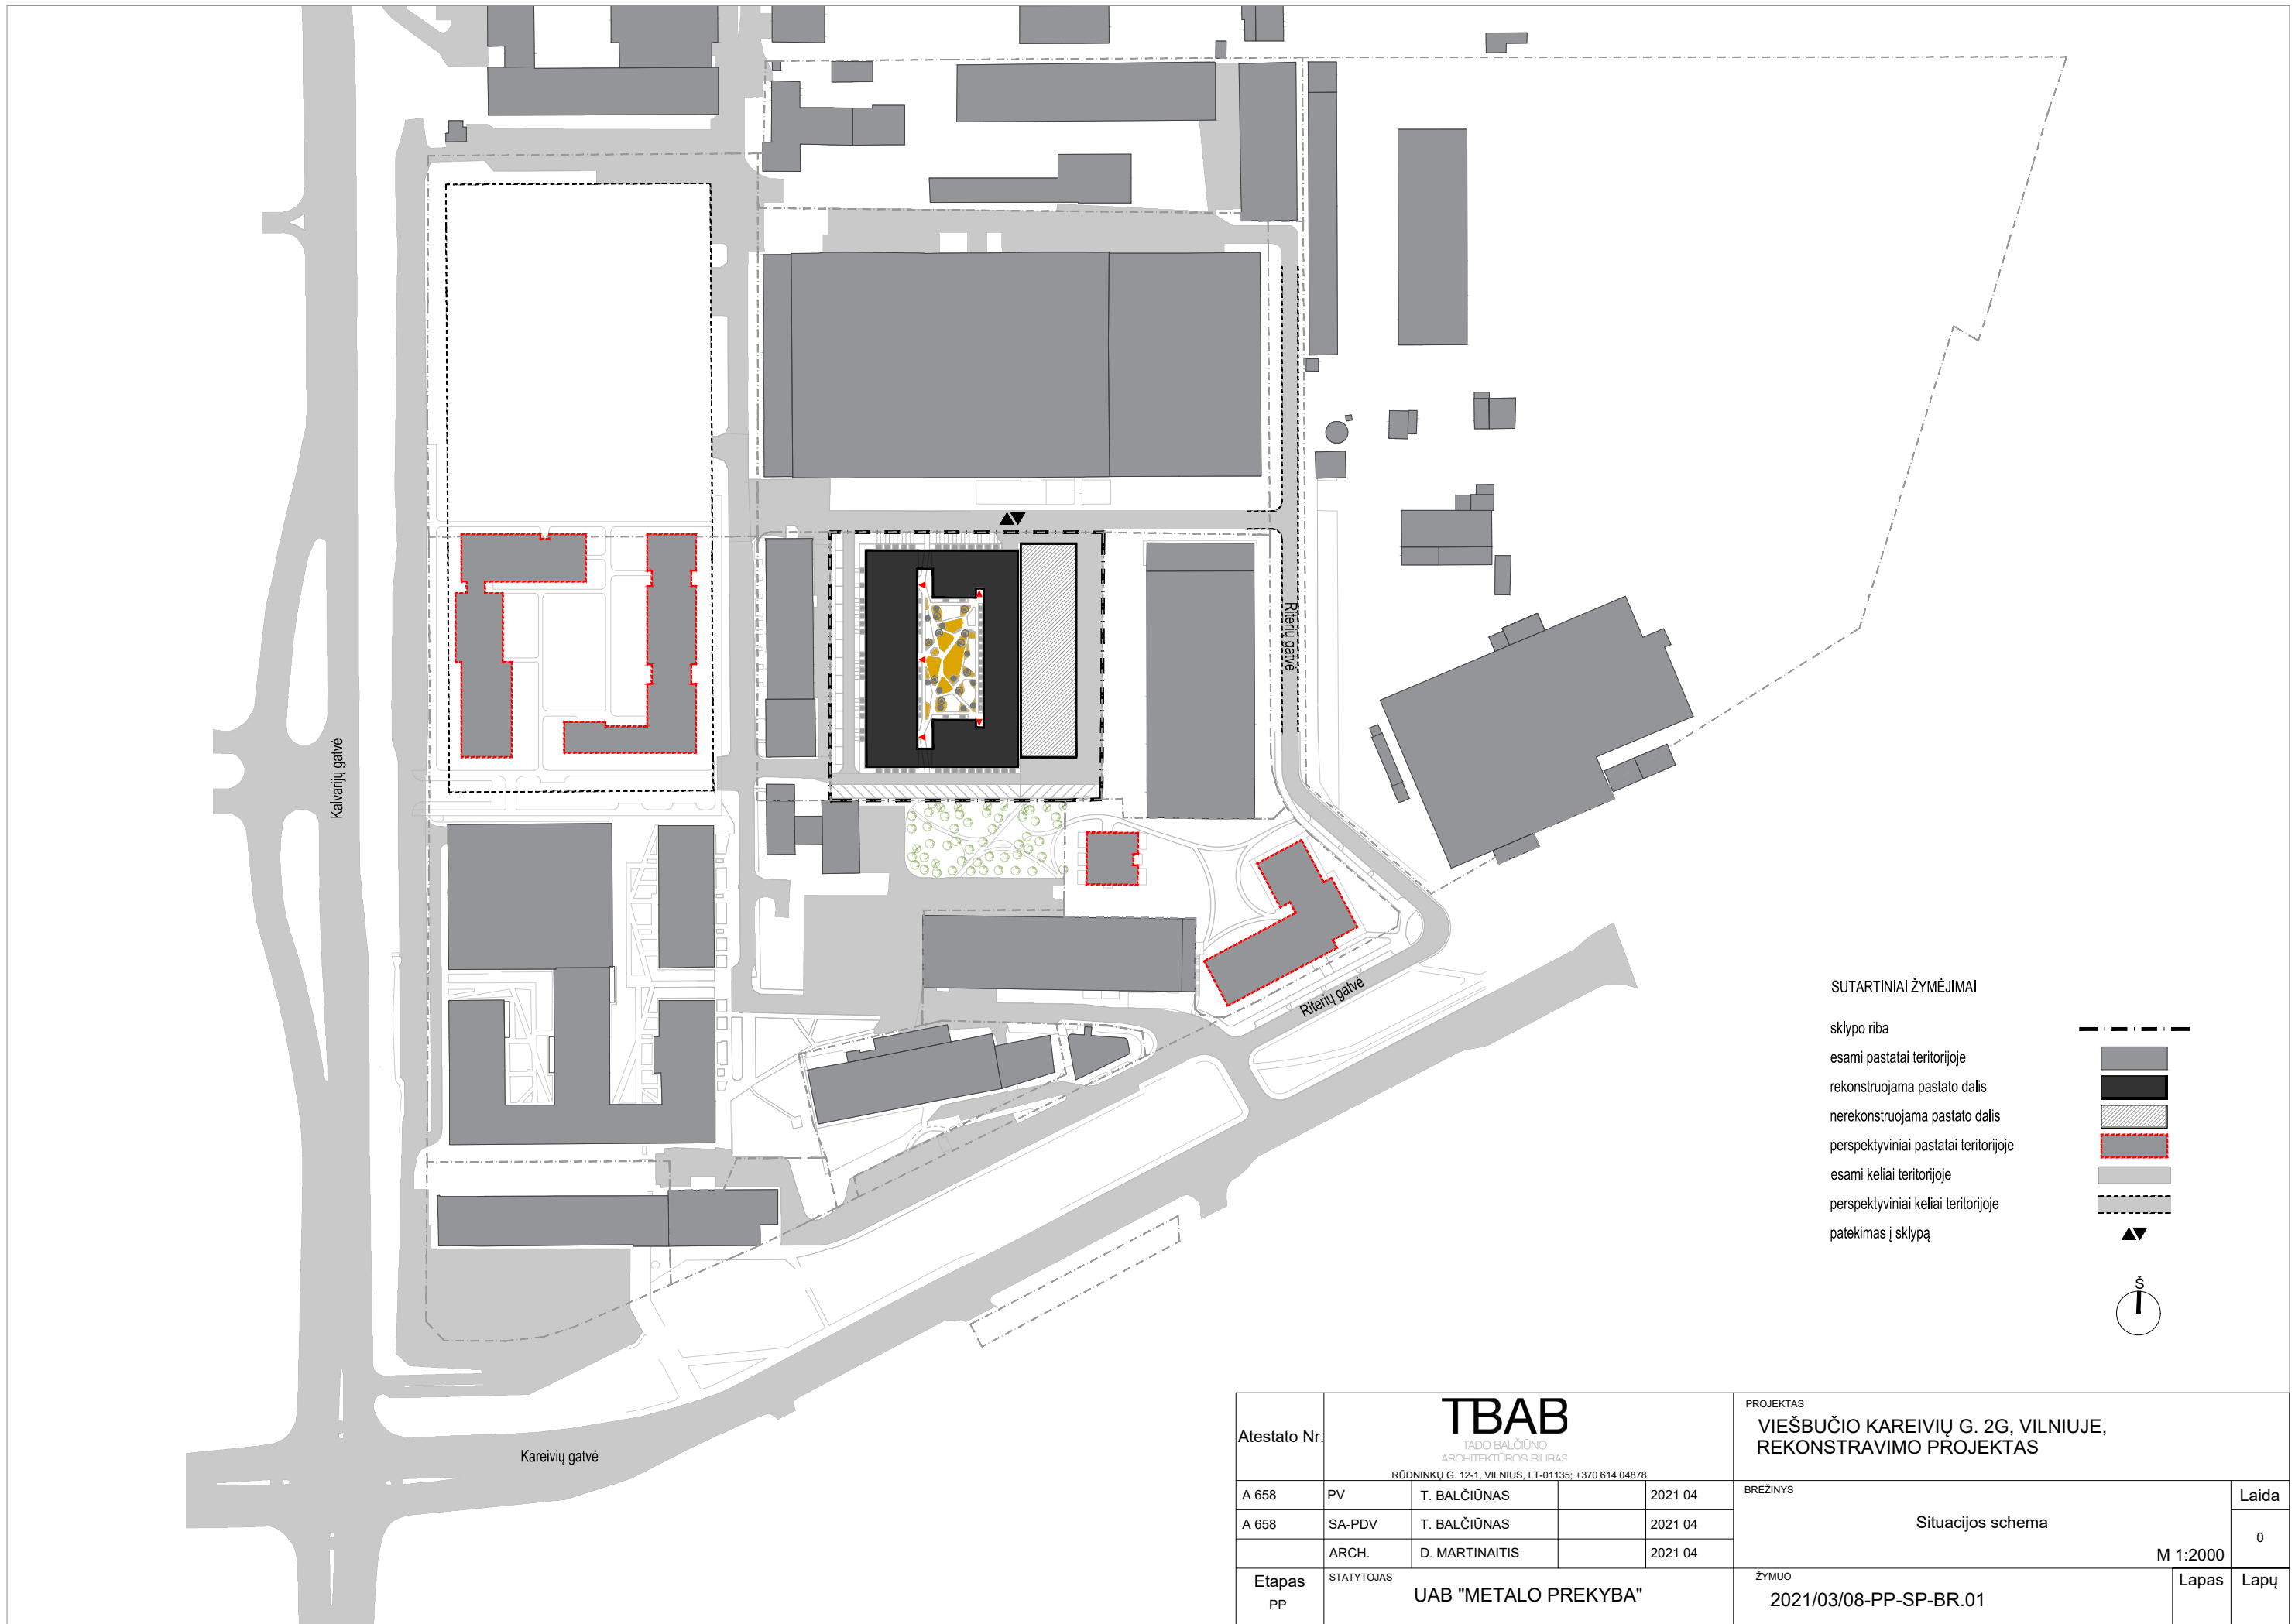 Kalvarijų gatvė
Riterių gatvė
Riterių gatvė
Kareivių gatvė
SUTARTINIAI ŽYMĖJIMAI
sklypo riba
esami pastatai teritorijoje
rekonstruojama pastato dalis
nerekonstruojama pastato dalis
perspektyviniai pastatai teritorijoje
esami keliai teritorijoje
perspektyviniai keliai teritorijoje
patekimas į sklypą
Š
Atestato Nr.
TBAB
TADO BALČIŪNO
ARCHITEKTŪROS BIURAS
RŪDNINKŲ G. 12-1, VILNIUS, LT-01135; +370 614 04878
PROJEKTAS
VIEŠBUČIO KAREIVIŲ G. 2G, VILNIUJE,
REKONSTRAVIMO PROJEKTAS
A 658 PV T. BALČIŪNAS 2021 04
A 658 SA-PDV T. BALČIŪNAS 2021 04
ARCH. D. MARTINAITIS 2021 04
BRĖŽINYS
Situacijos schema
M 1:2000
Laida
0
Etapas
PP
STATYTOJAS
UAB "METALO PREKYBA"
ŽYMUO
2021/03/08-PP-SP-BR.01
Lapas
Lapų